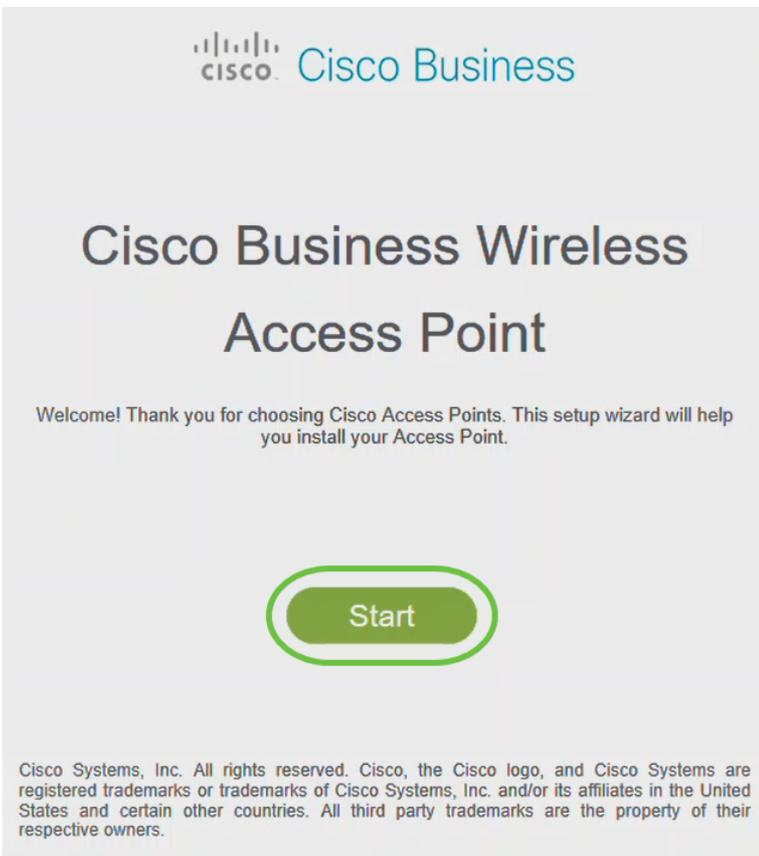 CISCO. Cisco Business
Cisco Business Wireless
Access Point
Welcome! Thank you for choosing Cisco Access Points. This setup wizard will help
you install your Access Point.
Start
Cisco Systems, Inc. All rights reserved. Cisco, the Cisco logo, and Cisco Systems are
registered trademarks or trademarks of Cisco Systems, Inc. and/or its affiliates in the United
States and certain other countries. All third party trademarks are the property of their
respective owners.